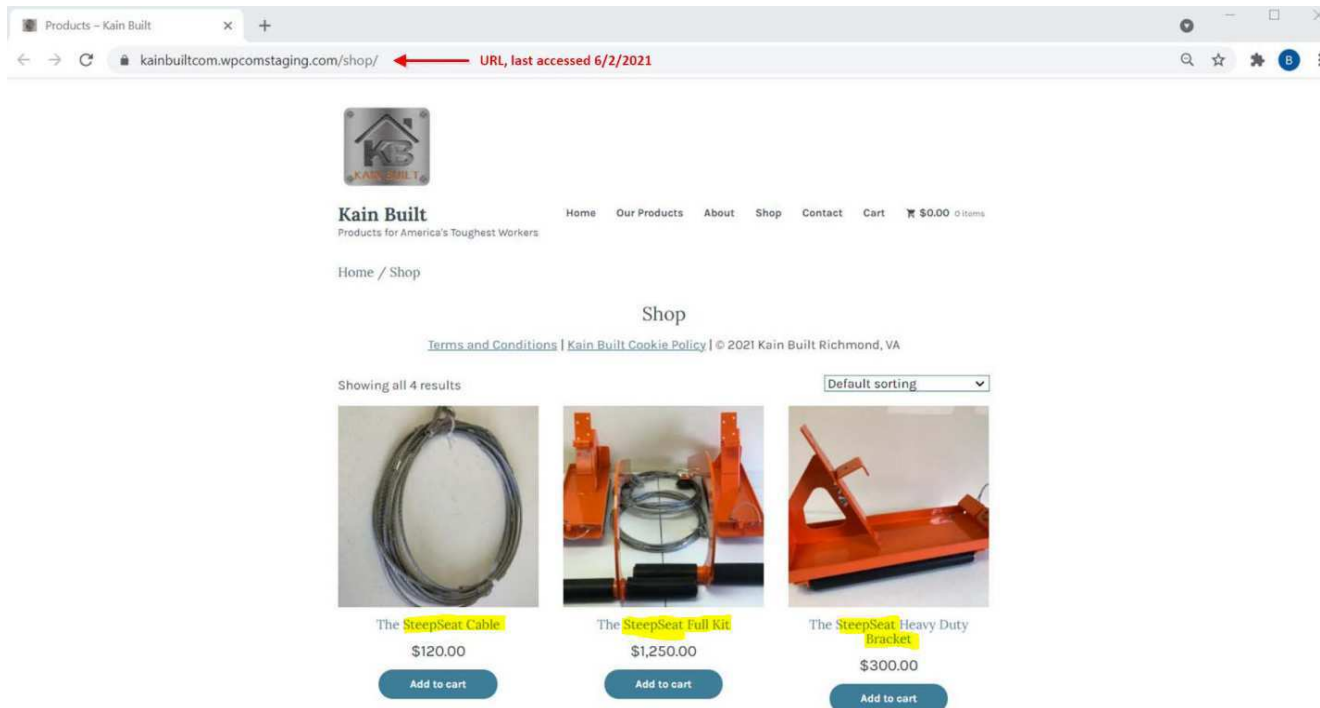 Products – Kain Built
kainbuiltcom.wpcomstaging.com/shop/
URL, last accessed 6/2/2021
B
KB
KAIN BUILT
Kain Built
Products for America's Toughest Workers
Home Our Products About Shop Contact Cart $0.00 0 items
Home / Shop
Shop
Terms and Conditions | Kain Built Cookie Policy | © 2021 Kain Built Richmond, VA
Showing all 4 results
Default sorting
The SteepSeat Cable
$120.00
Add to cart
The SteepSeat Full Kit
$1,250.00
Add to cart
The SteepSeat Heavy Duty
Bracket
$300.00
Add to cart